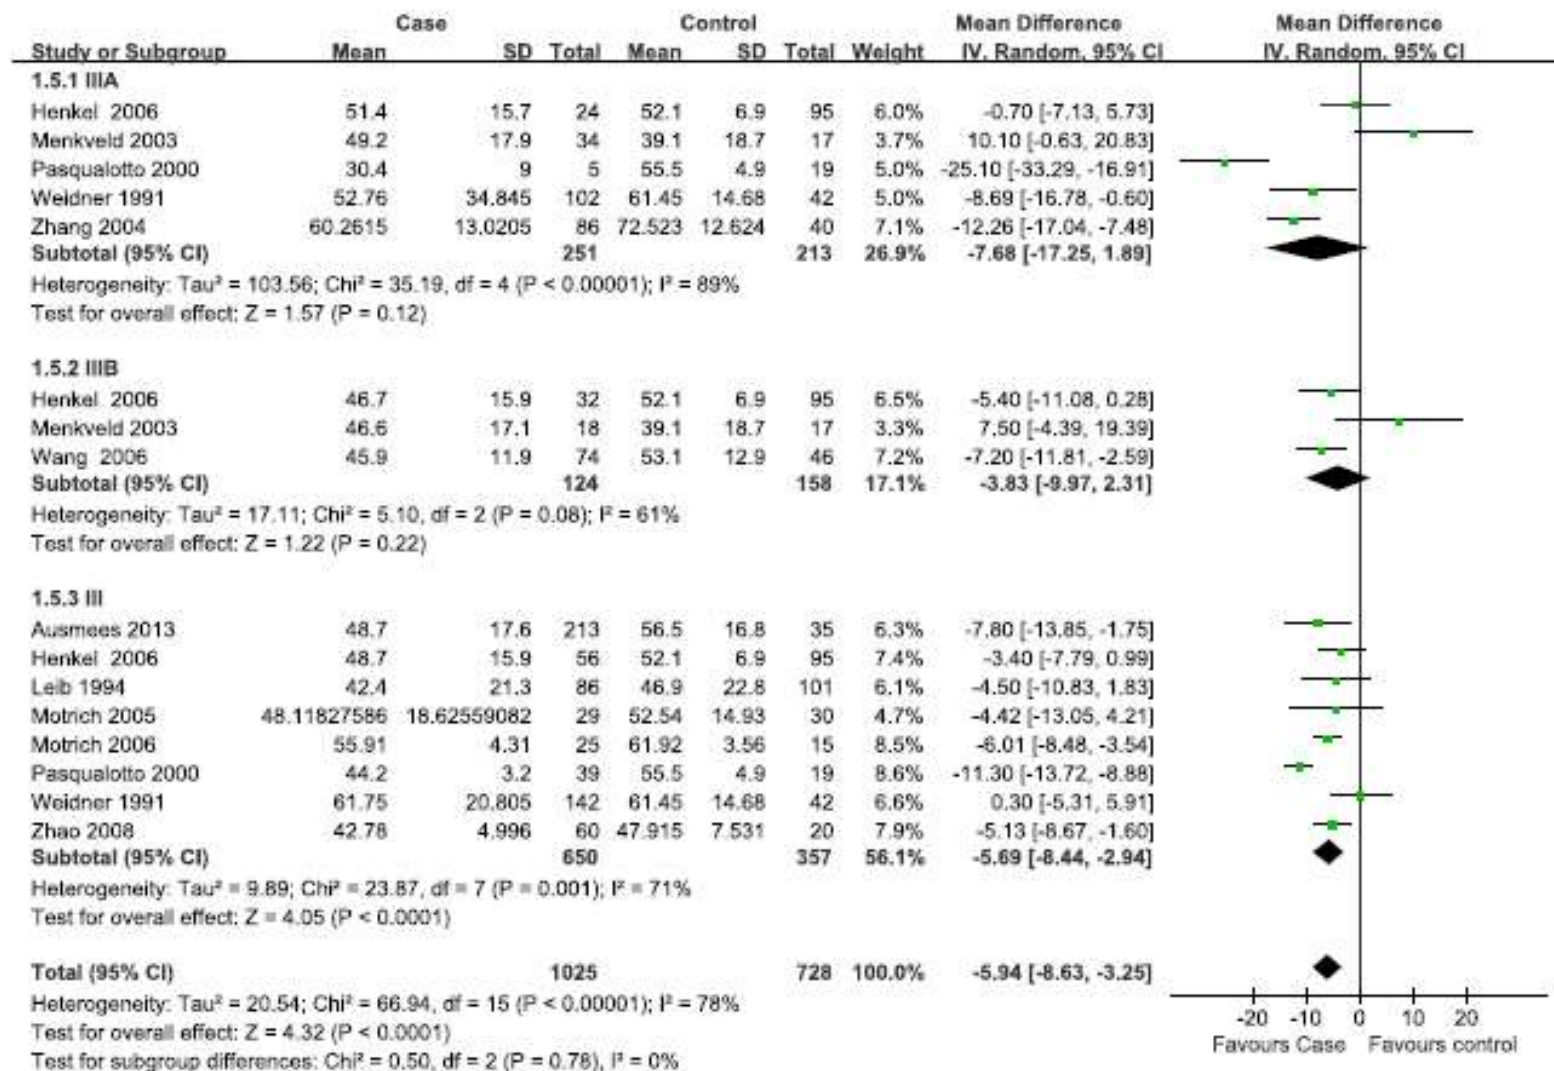 Case Control Mean Difference Mean Difference
Study or Subgroup Mean SD Total Mean SD Total Weight IV, Random, 95% CI IV, Random, 95% CI
1.5.1 IIIA
Henkel 2006 51.4 15.7 24 52.1 6.9 95 6.0% -0.70 [-7.13, 5.73]
Menkveld 2003 49.2 17.9 34 39.1 18.7 17 3.7% 10.10 [-0.63, 20.83]
Pasqualotto 2000 30.4 9 5 55.5 4.9 19 5.0% -25.10 [-33.29, -16.91]
Weidner 1991 52.76 34.845 102 61.45 14.68 42 5.0% -8.69 [-16.78, -0.60]
Zhang 2004 60.2615 13.0205 86 72.523 12.624 40 7.1% -12.26 [-17.04, -7.48]
Subtotal (95% CI) 251 213 26.9% -7.68 [-17.25, 1.89]
Heterogeneity: Tau² = 103.56; Chi² = 35.19, df = 4 (P < 0.00001); I² = 89%
Test for overall effect: Z = 1.57 (P = 0.12)
1.5.2 IIIB
Henkel 2006 46.7 15.9 32 52.1 6.9 95 6.5% -5.40 [-11.08, 0.28]
Menkveld 2003 46.6 17.1 18 39.1 18.7 17 3.3% 7.50 [-4.39, 19.39]
Wang 2006 45.9 11.9 74 53.1 12.9 46 7.2% -7.20 [-11.81, -2.59]
Subtotal (95% CI) 124 158 17.1% -3.83 [-9.97, 2.31]
Heterogeneity: Tau² = 17.11; Chi² = 5.10, df = 2 (P = 0.08); I² = 61%
Test for overall effect: Z = 1.22 (P = 0.22)
1.5.3 III
Ausmees 2013 48.7 17.6 213 56.5 16.8 35 6.3% -7.80 [-13.85, -1.75]
Henkel 2006 48.7 15.9 56 52.1 6.9 95 7.4% -3.40 [-7.79, 0.99]
Leib 1994 42.4 21.3 86 46.9 22.8 101 6.1% -4.50 [-10.83, 1.83]
Motrich 2005 48.11827586 18.62559082 29 52.54 14.93 30 4.7% -4.42 [-13.05, 4.21]
Motrich 2006 55.91 4.31 25 61.92 3.56 15 8.5% -6.01 [-8.48, -3.54]
Pasqualotto 2000 44.2 3.2 39 55.5 4.9 19 8.6% -11.30 [-13.72, -8.88]
Weidner 1991 61.75 20.805 142 61.45 14.68 42 6.6% 0.30 [-5.31, 5.91]
Zhao 2008 42.78 4.996 60 47.915 7.531 20 7.9% -5.13 [-8.67, -1.60]
Subtotal (95% CI) 650 357 56.1% -5.69 [-8.44, -2.94]
Heterogeneity: Tau² = 9.89; Chi² = 23.87, df = 7 (P = 0.001); I² = 71%
Test for overall effect: Z = 4.05 (P < 0.0001)
Total (95% CI) 1025 728 100.0% -5.94 [-8.63, -3.25]
Heterogeneity: Tau² = 20.54; Chi² = 66.94, df = 15 (P < 0.00001); I² = 78%
Test for overall effect: Z = 4.32 (P < 0.0001)
Test for subgroup differences: Chi² = 0.50, df = 2 (P = 0.78), I² = 0%
-20 -10 0 10 20
Favours Case Favours control